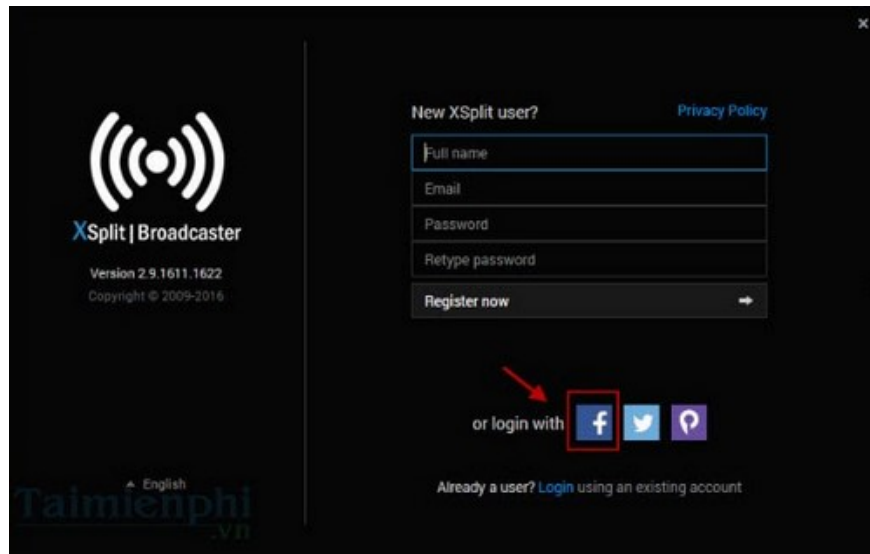 XSplit | Broadcaster
Version 2.9.1611.1622
Copyright © 2009-2016
English
Taimienphi
.vn
New XSplit user?
Privacy Policy
Full name
Email
Password
Retype password
Register now
or login with
Already a user? Login using an existing account